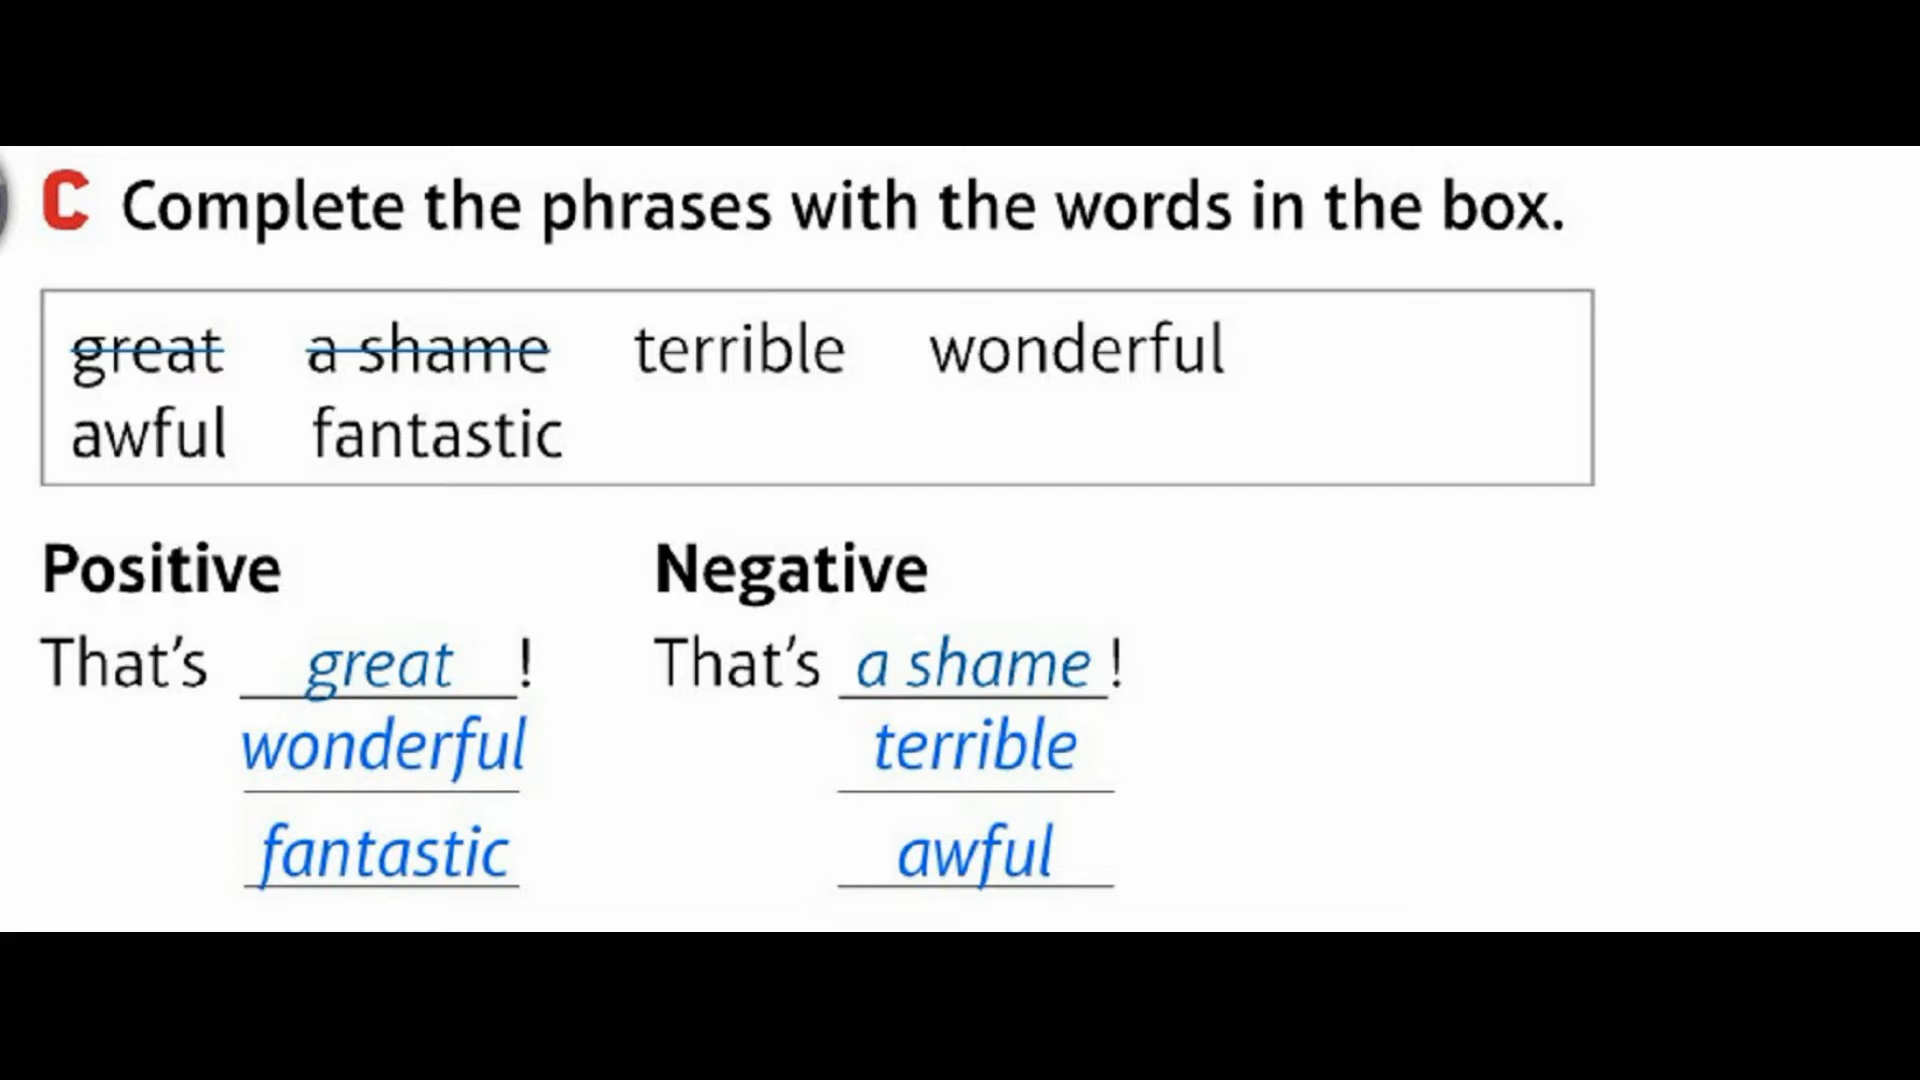 C Complete the phrases with the words in the box.
great a shame terrible wonderful
awful fantastic
Positive Negative
That's great ! That's a shame !
wonderful terrible
fantastic awful